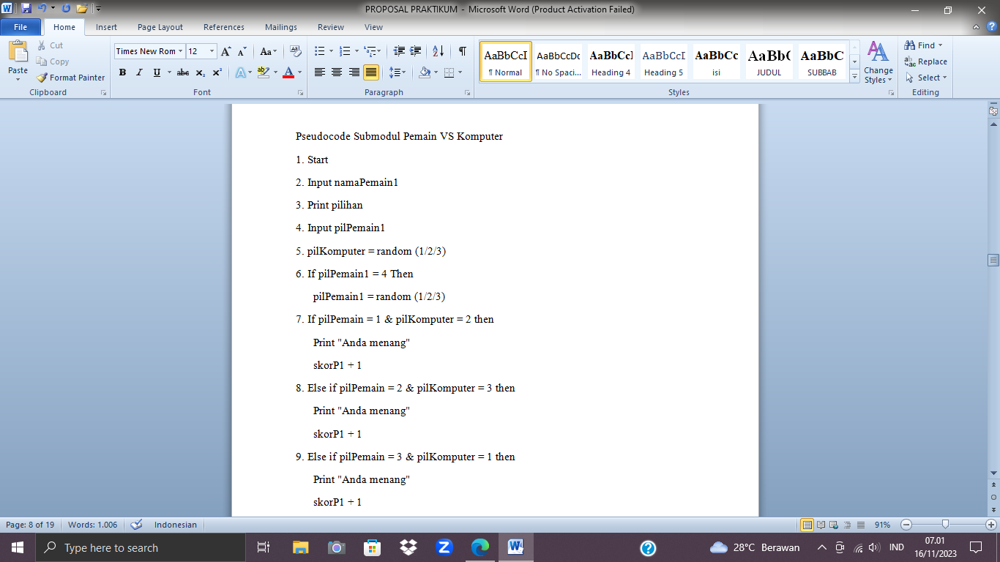 PROPOSAL PRAKTIKUM - Microsoft Word (Product Activation Failed)
File Home Insert Page Layout References Mailings Review View
Paste
Cut
Copy
Format Painter
Clipboard
Times New Rom 12
Font
Paragraph
AaBbCcI AaBbCcDc AaBbCcI AaBbCcI AaBbCc AaBb( AaBbC
¶ Normal ¶ No Spaci... Heading 4 Heading 5 isi JUDUL SUBBAB
Styles
Change Styles
Find
Replace
Select
Editing
Pseudocode Submodul Pemain VS Komputer
1. Start
2. Input namaPemain1
3. Print pilihan
4. Input pilPemain1
5. pilKomputer = random (1/2/3)
6. If pilPemain1 = 4 Then
pilPemain1 = random (1/2/3)
7. If pilPemain = 1 & pilKomputer = 2 then
Print "Anda menang"
skorP1 + 1
8. Else if pilPemain = 2 & pilKomputer = 3 then
Print "Anda menang"
skorP1 + 1
9. Else if pilPemain = 3 & pilKomputer = 1 then
Print "Anda menang"
skorP1 + 1
Page: 8 of 19 Words: 1.006 Indonesian 91%
Type here to search
28°C Berawan
IND
07.01
16/11/2023